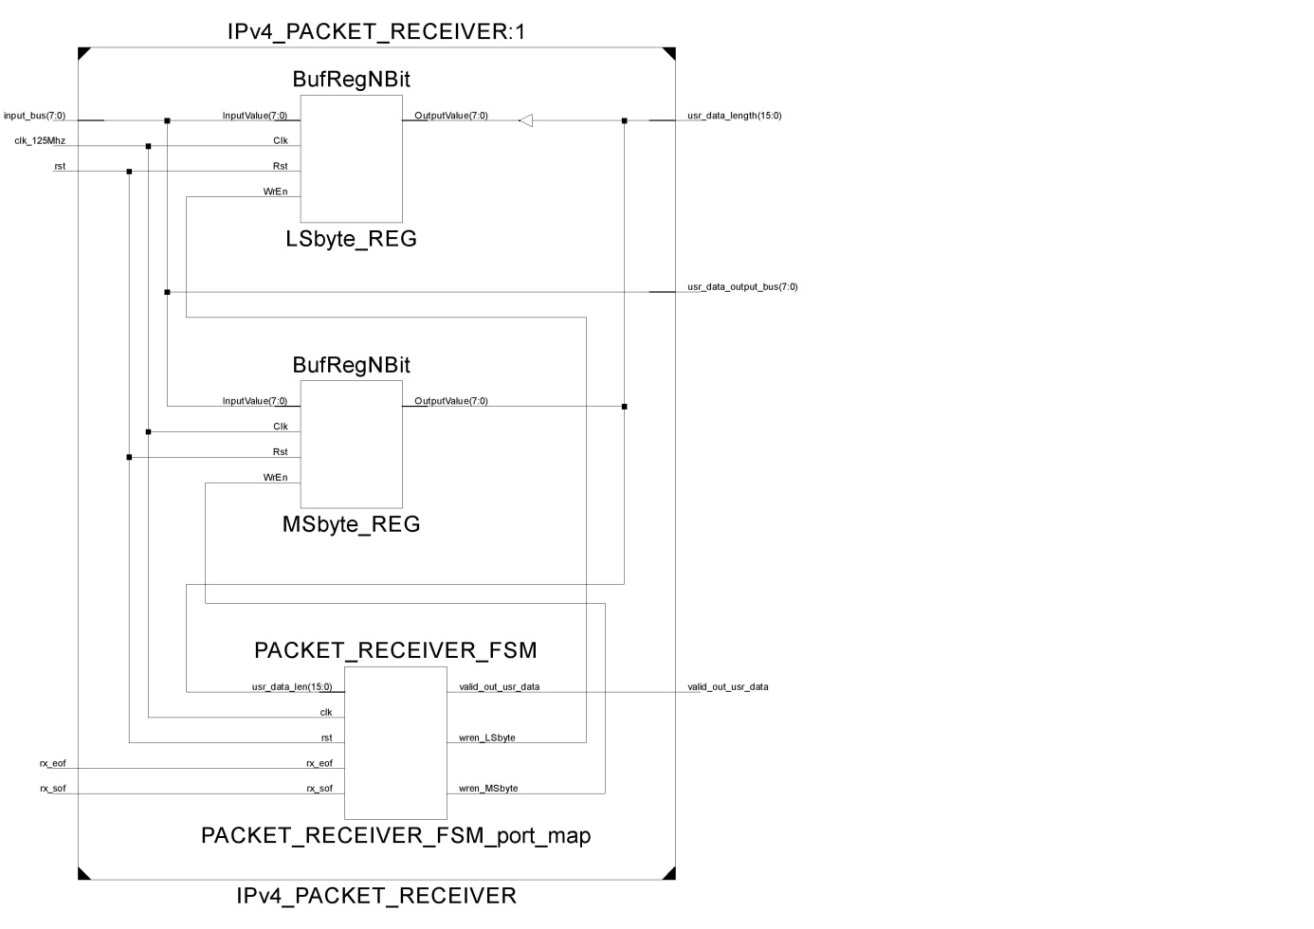 IPv4_PACKET_RECEIVER:1
BufRegNBit
input_bus(7:0) InputValue(7:0) OutputValue(7:0) usr_data_length(15:0)
clk_125Mhz Clk
rst Rst
WrEn
LSbyte_REG
usr_data_output_bus(7:0)
BufRegNBit
InputValue(7:0) OutputValue(7:0)
Clk
Rst
WrEn
MSbyte_REG
PACKET_RECEIVER_FSM
usr_data_len(15:0) valid_out_usr_data valid_out_usr_data
clk
rst wren_LSbyte
rx_eof rx_eof
rx_sof rx_sof wren_MSbyte
PACKET_RECEIVER_FSM_port_map
IPv4_PACKET_RECEIVER